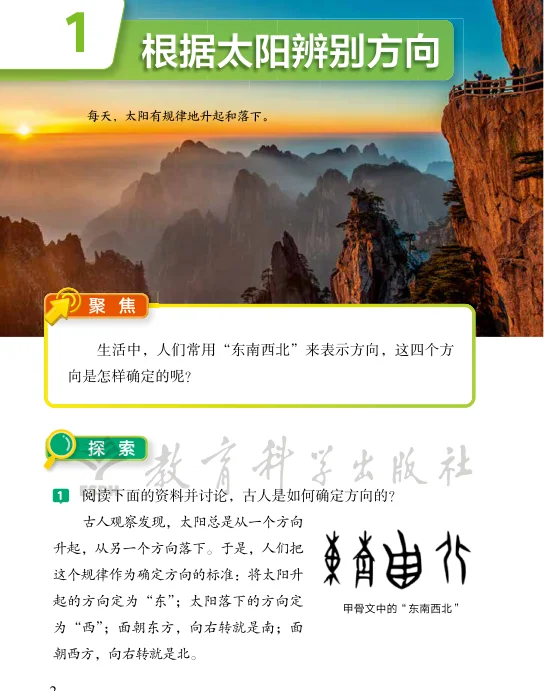 1
根据太阳辨别方向
每天，太阳有规律地升起和落下。
聚焦
生活中，人们常用“东南西北”来表示方向，这四个方
向是怎样确定的呢？
探索
教育科学出版社
1 阅读下面的资料并讨论，古人是如何确定方向的？
古人观察发现，太阳总是从一个方向
升起，从另一个方向落下。于是，人们把
这个规律作为确定方向的标准：将太阳升
起的方向定为“东”；太阳落下的方向定
为“西”；面朝东方，向右转就是南；面
朝西方，向右转就是北。
甲骨文中的“东南西北”